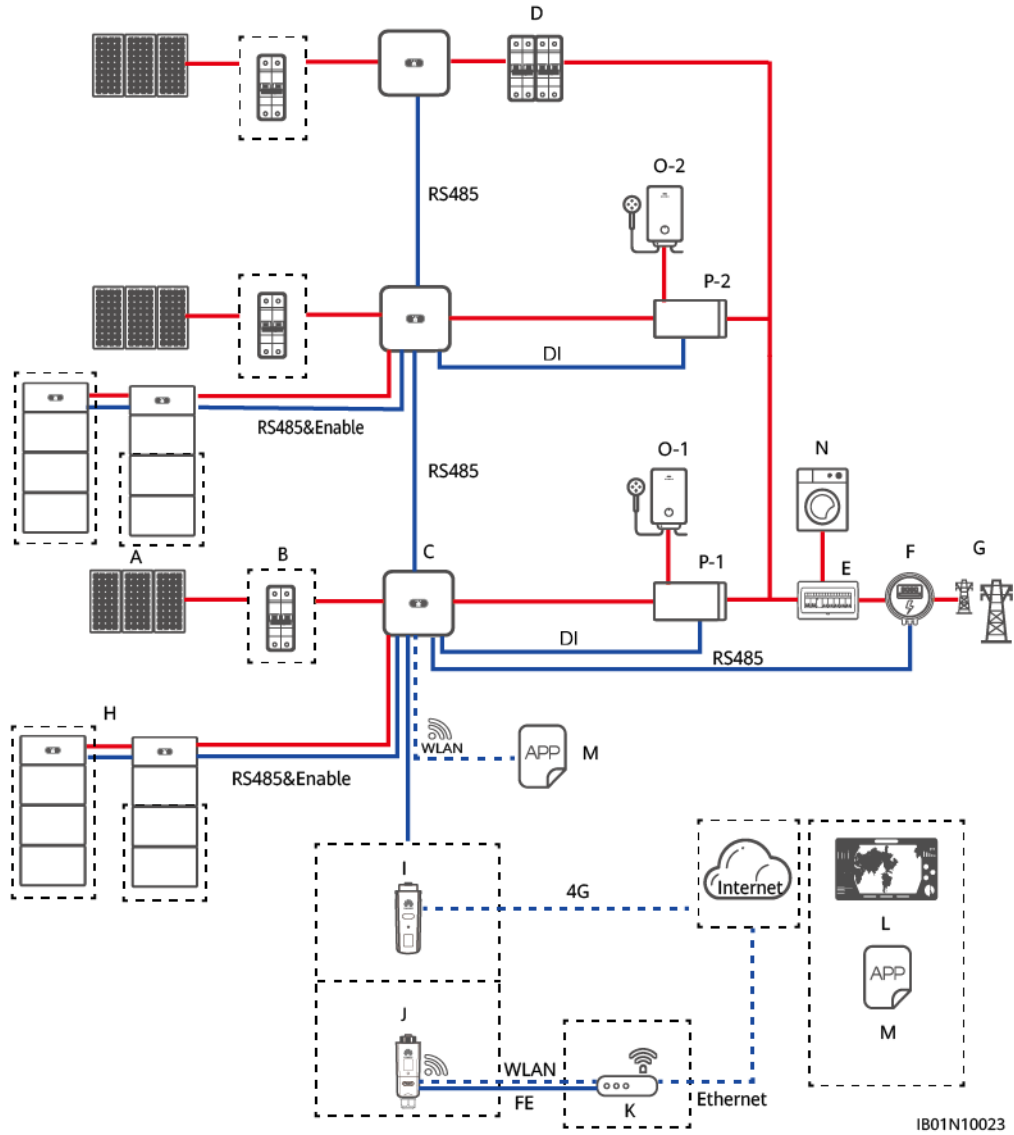 D
RS485
O-2
P-2
DI
RS485&Enable
RS485
O-1
N
A
B
C
P-1
E
F
G
DI
RS485
H
WLAN
APP
M
RS485&Enable
I
4G
Internet
L
APP
M
J
WLAN
FE
K
Ethernet
IB01N10023